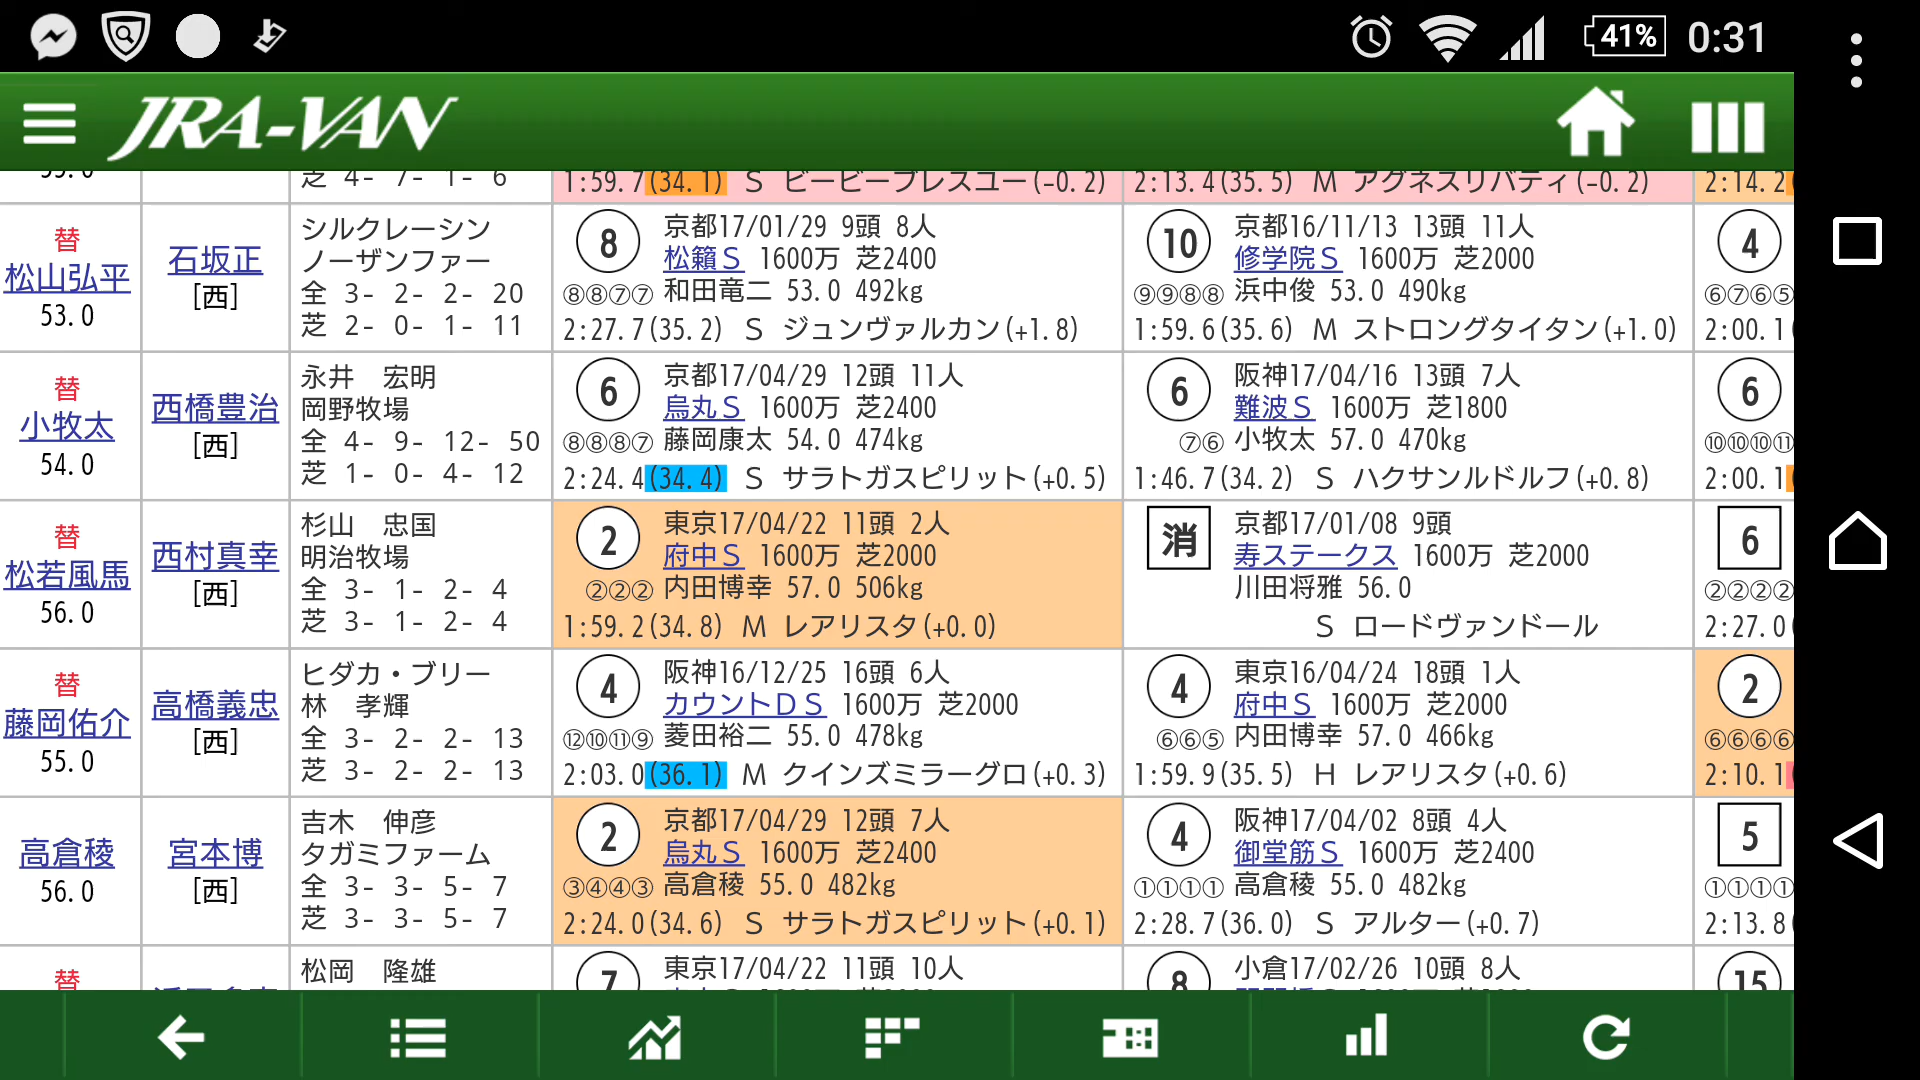 41% 0:31
JRA-VAN
芝 4- 7- 1- 6
1:59.7(34.1) S ビービーブレスユー(-0.2)
2:13.4(35.5) M アグネスリバティ(-0.2)
2:14.2
替
松山弘平
53.0
石坂正
[西]
シルクレーシン
ノーザンファー
全 3- 2- 2- 20
芝 2- 0- 1- 11
8 京都17/01/29 9頭 8人
松籟S 1600万 芝2400
⑧⑧⑦⑦ 和田竜二 53.0 492kg
2:27.7(35.2) S ジュンヴァルカン(+1.8)
10 京都16/11/13 13頭 11人
修学院S 1600万 芝2000
⑨⑨⑧⑧ 浜中俊 53.0 490kg
1:59.6(35.6) M ストロングタイタン(+1.0)
4
⑥⑦⑥⑤
2:00.1
替
小牧太
54.0
西橋豊治
[西]
永井 宏明
岡野牧場
全 4- 9- 12- 50
芝 1- 0- 4- 12
6 京都17/04/29 12頭 11人
烏丸S 1600万 芝2400
⑧⑧⑧⑦ 藤岡康太 54.0 474kg
2:24.4(34.4) S サラトガスピリット(+0.5)
6 阪神17/04/16 13頭 7人
難波S 1600万 芝1800
⑦⑥ 小牧太 57.0 470kg
1:46.7(34.2) S ハクサンルドルフ(+0.8)
6
⑩⑩⑩⑪
2:00.1
替
松若風馬
56.0
西村真幸
[西]
杉山 忠国
明治牧場
全 3- 1- 2- 4
芝 3- 1- 2- 4
2 東京17/04/22 11頭 2人
府中S 1600万 芝2000
②②② 内田博幸 57.0 506kg
1:59.2(34.8) M レアリスタ(+0.0)
消 京都17/01/08 9頭
寿ステークス 1600万 芝2000
川田将雅 56.0
S ロードヴァンドール
6
②②②②
2:27.0
替
藤岡佑介
55.0
高橋義忠
[西]
ヒダカ・ブリー
林 孝輝
全 3- 2- 2- 13
芝 3- 2- 2- 13
4 阪神16/12/25 16頭 6人
カウントDS 1600万 芝2000
⑫⑩⑪⑨ 菱田裕二 55.0 478kg
2:03.0(36.1) M クインズミラーグロ(+0.3)
4 東京16/04/24 18頭 1人
府中S 1600万 芝2000
⑥⑥⑤ 内田博幸 57.0 466kg
1:59.9(35.5) H レアリスタ(+0.6)
2
⑥⑥⑥⑥
2:10.1
高倉稜
56.0
宮本博
[西]
吉木 伸彦
タガミファーム
全 3- 3- 5- 7
芝 3- 3- 5- 7
2 京都17/04/29 12頭 7人
烏丸S 1600万 芝2400
③④④③ 高倉稜 55.0 482kg
2:24.0(34.6) S サラトガスピリット(+0.1)
4 阪神17/04/02 8頭 4人
御堂筋S 1600万 芝2400
①①①① 高倉稜 55.0 482kg
2:28.7(36.0) S アルター(+0.7)
5
①①①①
2:13.8
替
松岡 隆雄
7 東京17/04/22 11頭 10人
8 小倉17/02/26 10頭 8人
15